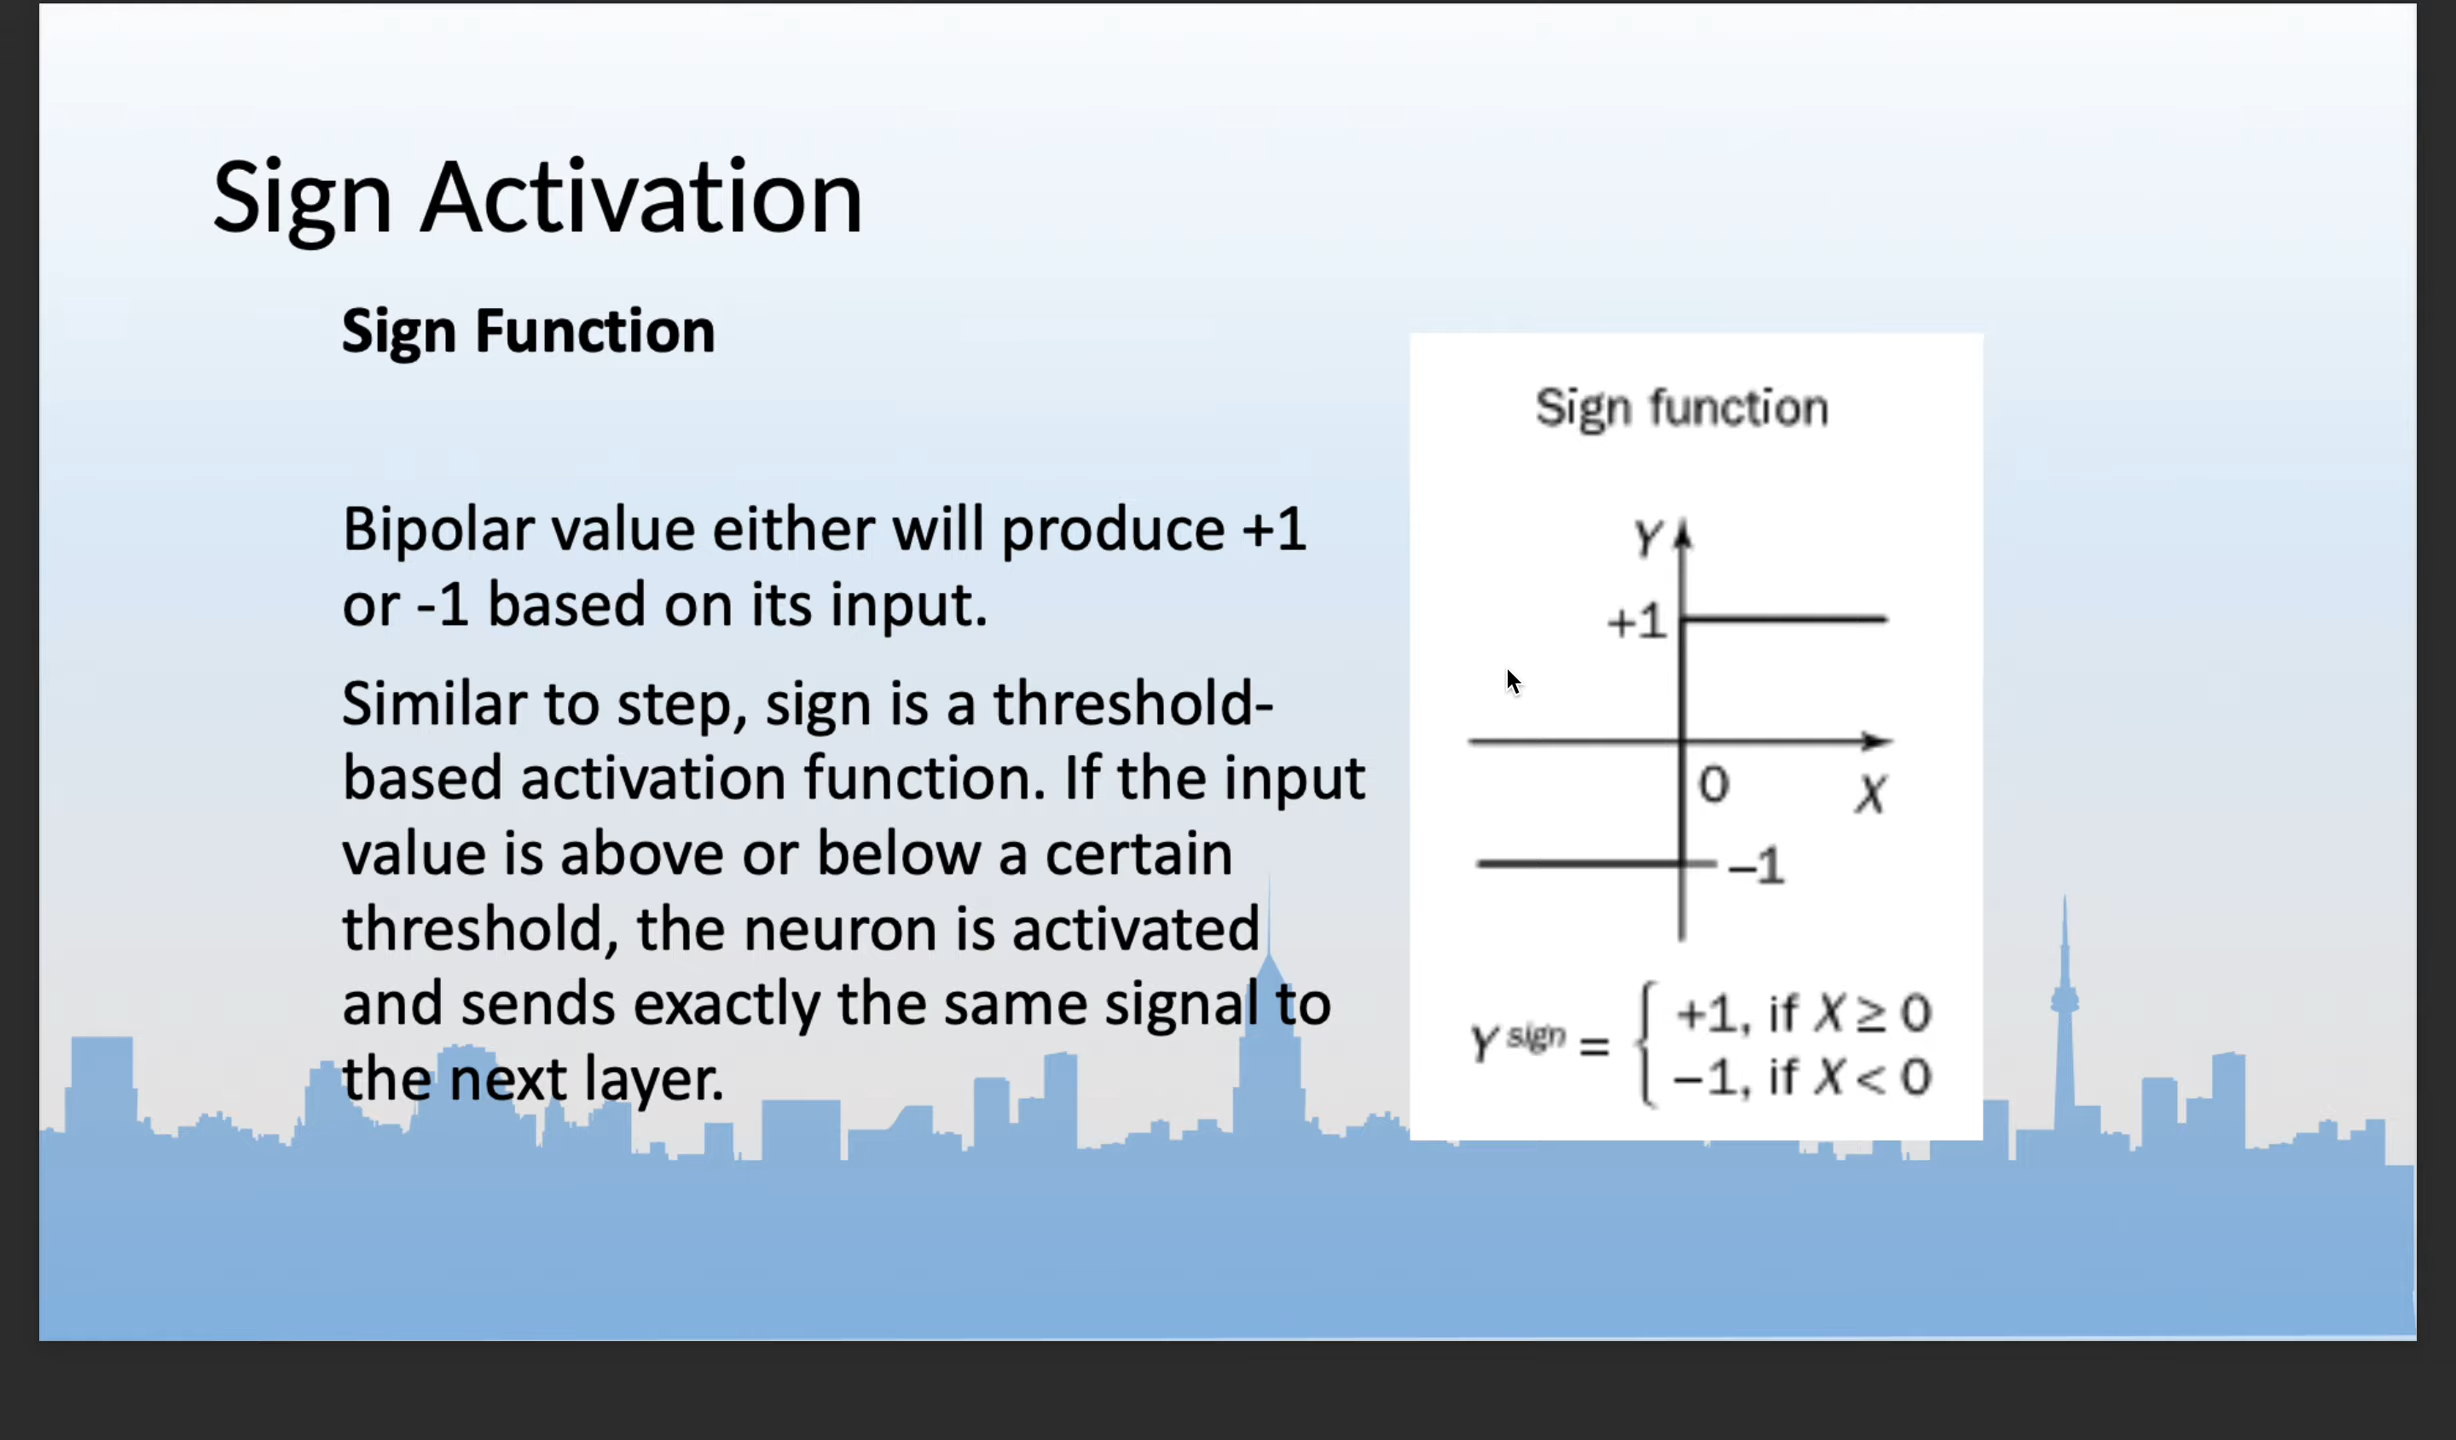 Sign Activation
Sign Function
Bipolar value either will produce +1
or -1 based on its input.
Similar to step, sign is a threshold-
based activation function. If the input
value is above or below a certain
threshold, the neuron is activated
and sends exactly the same signal to
the next layer.
Sign function
Y
+1
0
X
−1
Y sign = { +1, if X ≥ 0
−1, if X < 0